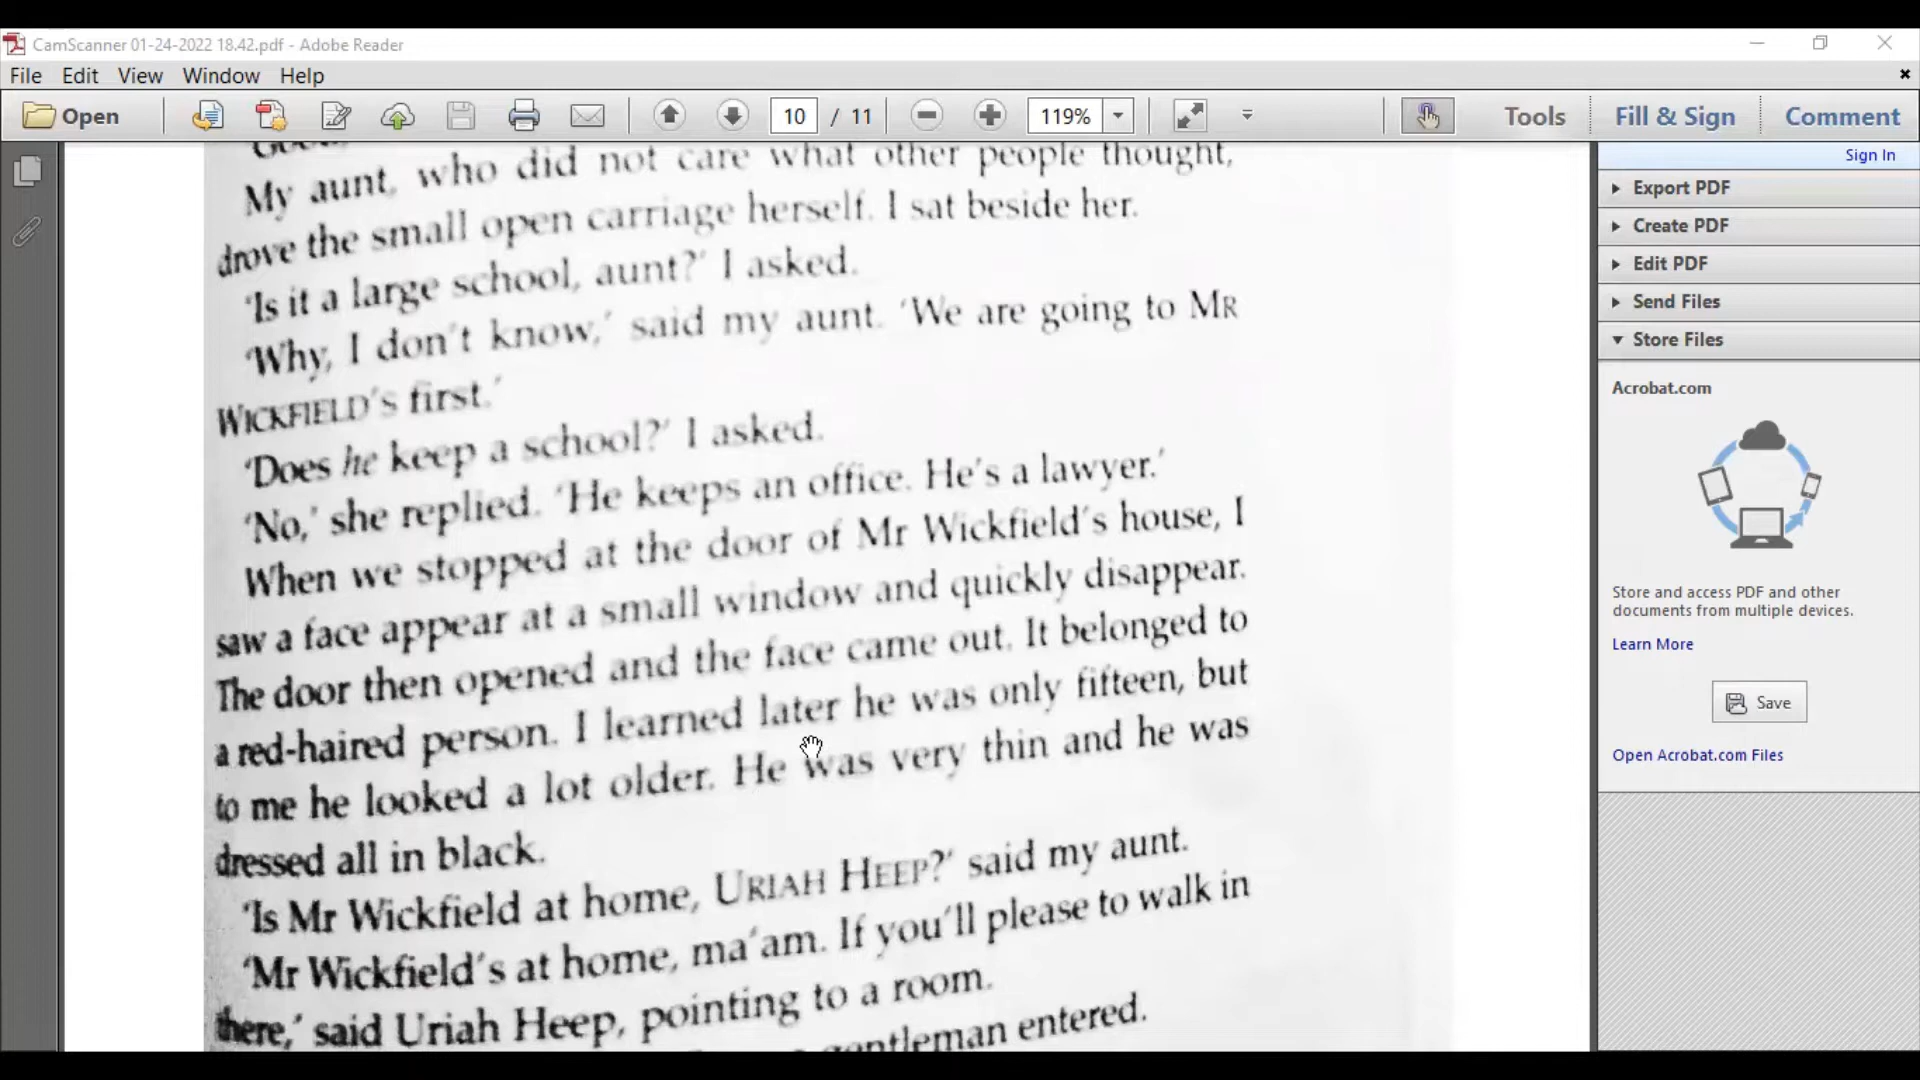 CamScanner 01-24-2022 18.42.pdf - Adobe Reader
File Edit View Window Help
Open 10 / 11 119% Tools Fill & Sign Comment
Sign In
Export PDF
Create PDF
Edit PDF
Send Files
Store Files
Acrobat.com
Store and access PDF and other
documents from multiple devices.
Learn More
Save
Open Acrobat.com Files
My aunt, who did not care what other people thought,
drove the small open carriage herself. I sat beside her.
'Is it a large school, aunt?' I asked.
'Why, I don't know,' said my aunt. 'We are going to MR
WICKFIELD'S first.'
'Does he keep a school?' I asked.
'No,' she replied. 'He keeps an office. He's a lawyer.'
When we stopped at the door of Mr Wickfield's house, I
saw a face appear at a small window and quickly disappear.
The door then opened and the face came out. It belonged to
a red-haired person. I learned later he was only fifteen, but
to me he looked a lot older. He was very thin and he was
dressed all in black.
'Is Mr Wickfield at home, URIAH HEEP?' said my aunt.
'Mr Wickfield's at home, ma'am. If you'll please to walk in
there,' said Uriah Heep, pointing to a room.
gentleman entered.